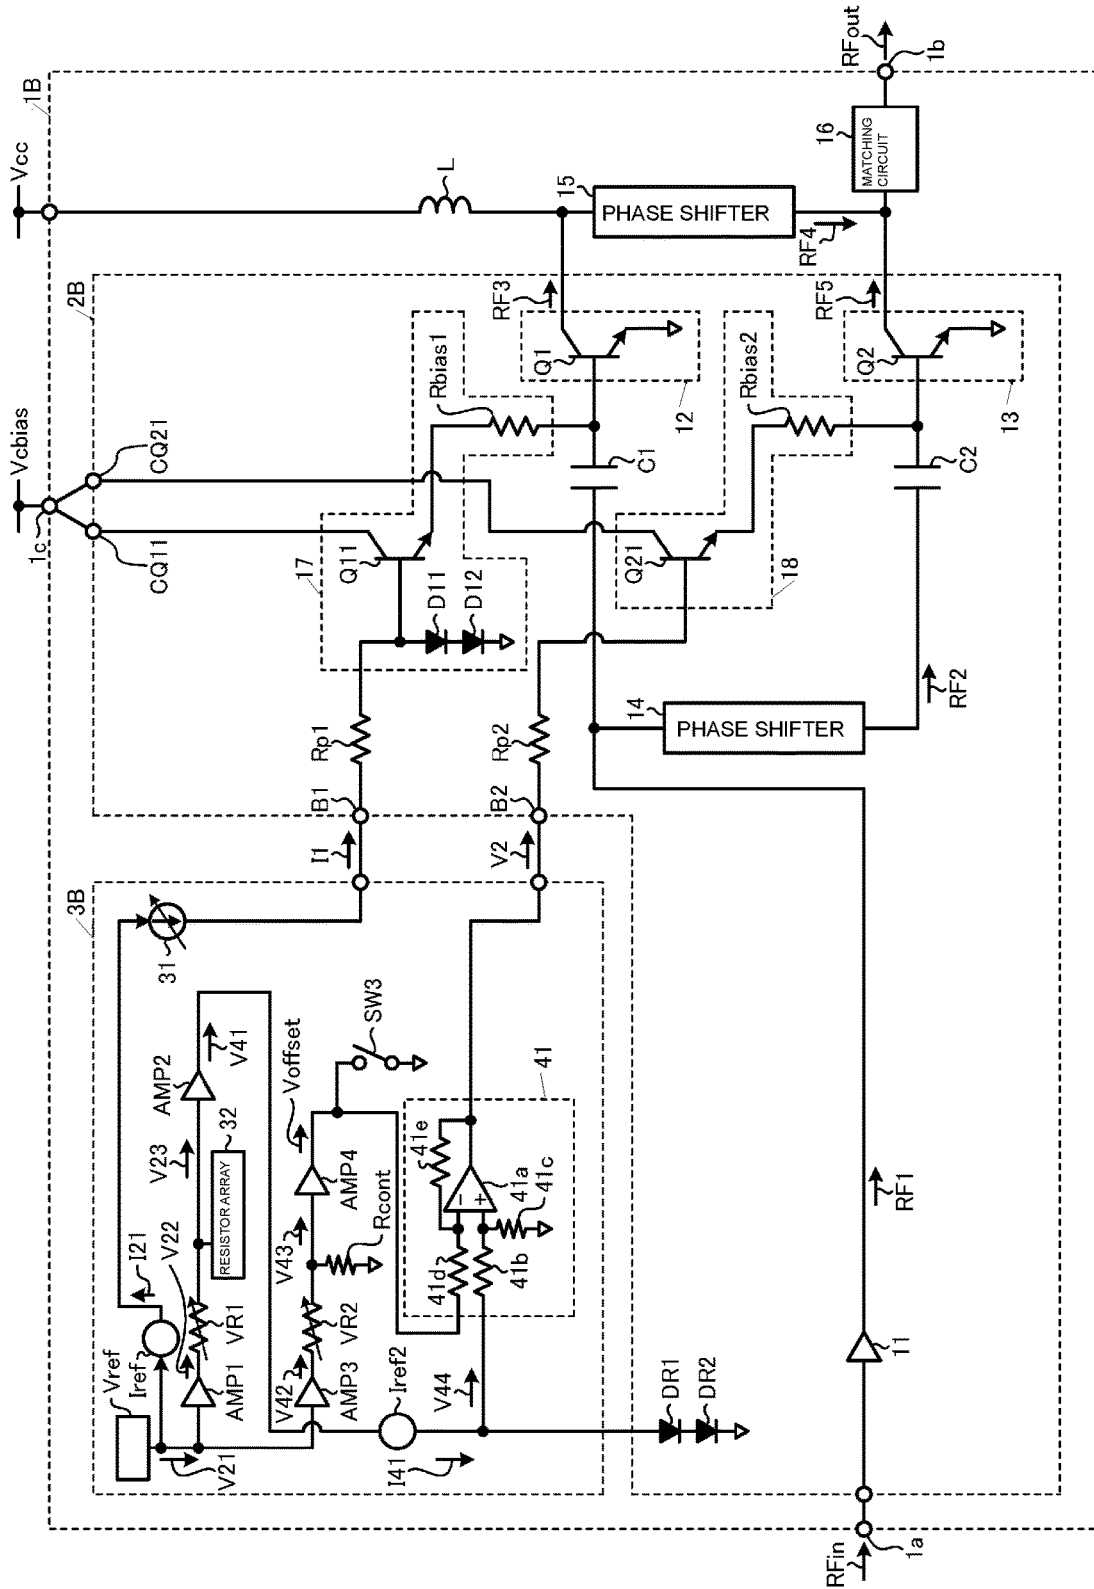 Vcc
Vcbias
1c
1B
CQ11
CQ21
2B
L
15
PHASE SHIFTER
RF4
16
MATCHING
CIRCUIT
RFout
1b
RF3
RF5
Q1
12
Q2
13
Rbias1
Rbias2
C1
C2
17
Q11
D11
D12
Q21
18
Rp1
Rp2
B1
B2
I1
V2
14
PHASE SHIFTER
RF2
3B
31
SW3
AMP2
V41
V23
32
RESISTOR ARRAY
Voffset
AMP4
V43
Rcont
41
41e
41a
41c
41d
41b
I21
V22
VR1
Vref
Iref
AMP1
V21
V42
VR2
AMP3
Iref2
I41
V44
DR1
DR2
RF1
11
RFin
1a